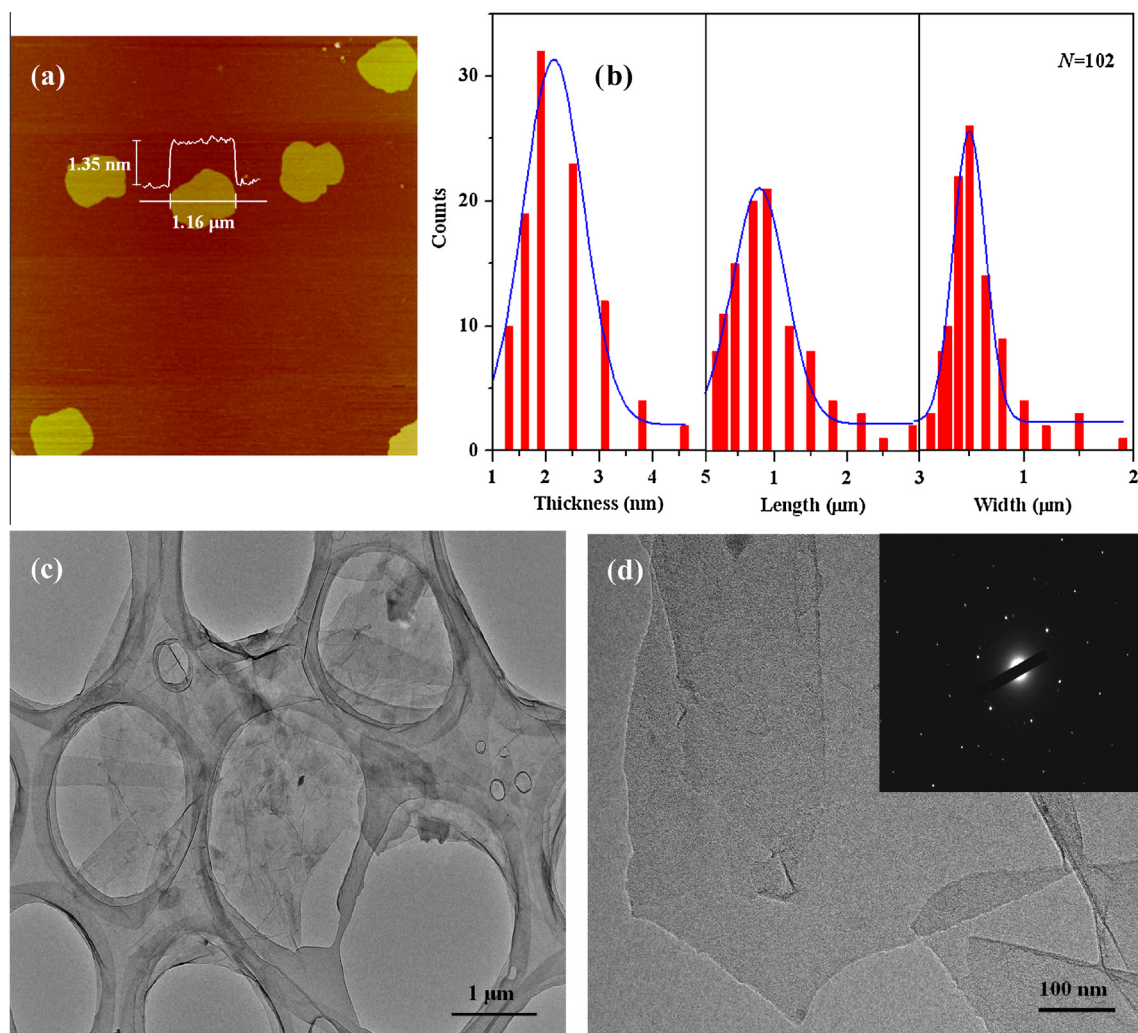 (a)
1.35 nm
1.16 μm
(b)
N=102
Counts
30
20
10
0
1 2 3 4 5 1 2 3 1 2
Thickness (nm) Length (μm) Width (μm)
(c)
1 μm
(d)
100 nm